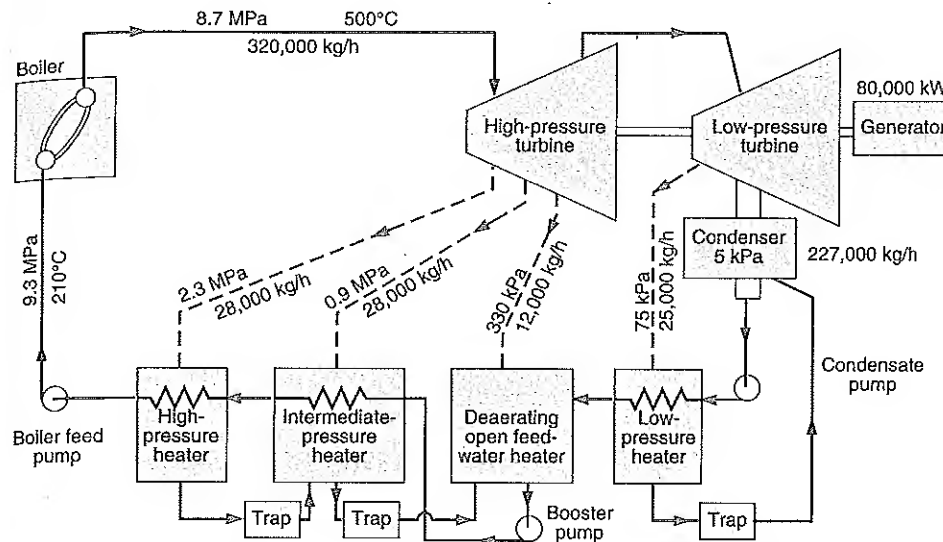 8.7 MPa 500°C
320,000 kg/h
Boiler
High-pressure
turbine
Low-pressure
turbine
80,000 kW
Generator
Condenser
5 kPa
227,000 kg/h
9.3 MPa
210°C
2.3 MPa
28,000 kg/h
0.9 MPa
28,000 kg/h
330 kPa
12,000 kg/h
75 kPa
25,000 kg/h
Condensate
pump
Boiler feed
pump
High-
pressure
heater
Intermediate-
pressure
heater
Deaerating
open feed-
water heater
Low-
pressure
heater
Trap
Trap
Booster
pump
Trap